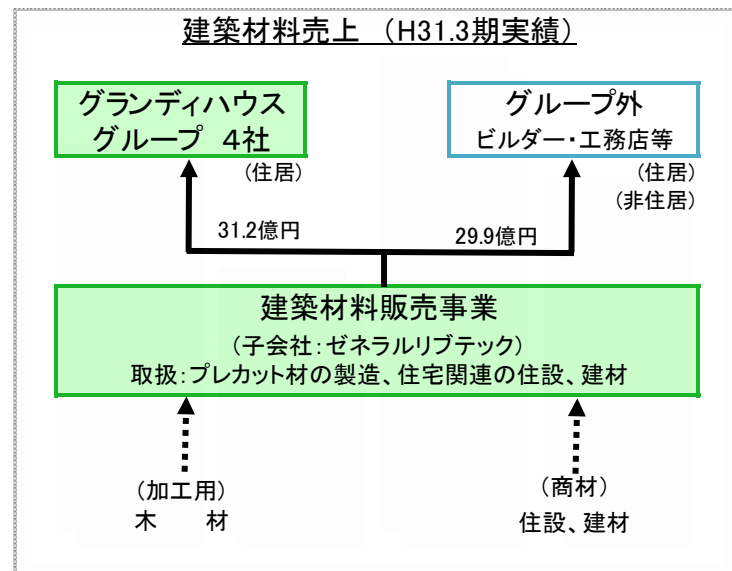 建築材料売上 （H31.3期実績）
グランディハウス
グループ ４社
(住居)
グループ外
ビルダー・工務店等
(住居)
(非住居)
31.2億円
29.9億円
建築材料販売事業
(子会社：ゼネラルリブテック)
取扱：プレカット材の製造、住宅関連の住設、建材
(加工用)
木　　材
(商材)
住設、建材